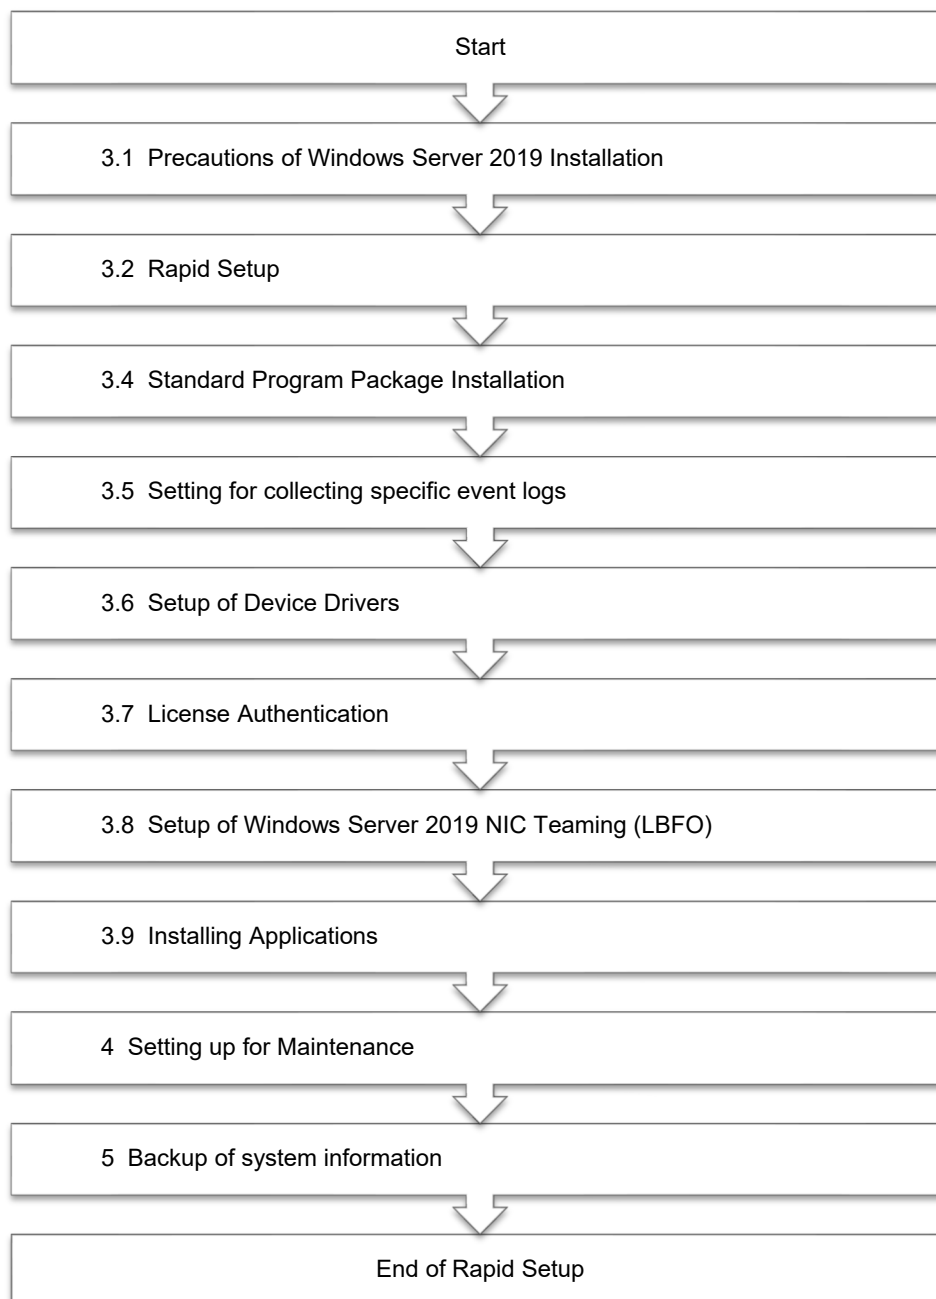 Start
3.1 Precautions of Windows Server 2019 Installation
3.2 Rapid Setup
3.4 Standard Program Package Installation
3.5 Setting for collecting specific event logs
3.6 Setup of Device Drivers
3.7 License Authentication
3.8 Setup of Windows Server 2019 NIC Teaming (LBFO)
3.9 Installing Applications
4 Setting up for Maintenance
5 Backup of system information
End of Rapid Setup